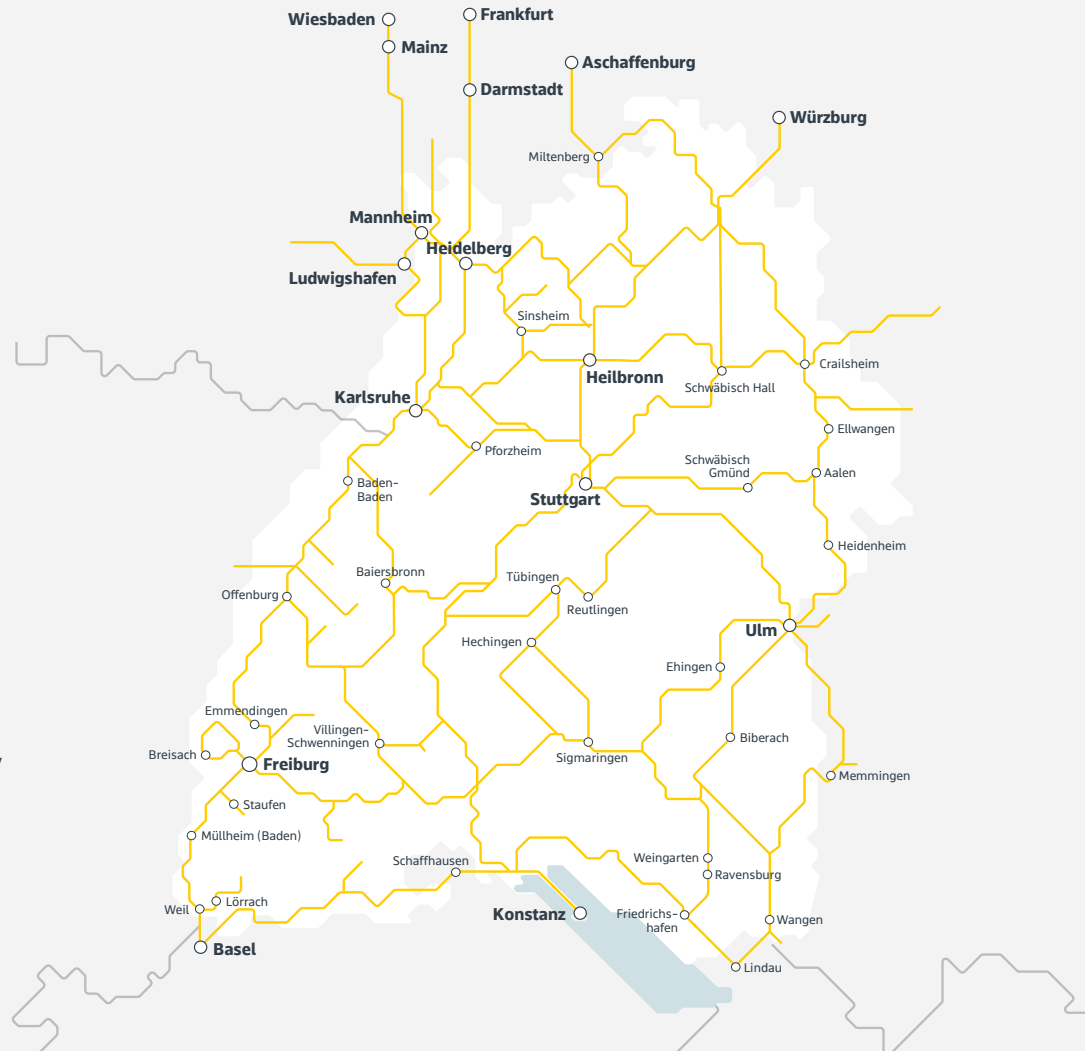 Wiesbaden
Frankfurt
Mainz
Aschaffenburg
Darmstadt
Würzburg
Miltenberg
Mannheim
Heidelberg
Ludwigshafen
Sinsheim
Crailsheim
Heilbronn
Schwäbisch Hall
Karlsruhe
Ellwangen
Pforzheim
Schwäbisch
Gmünd
Aalen
Baden-
Baden
Stuttgart
Heidenheim
Baiersbronn
Tübingen
Offenburg
Reutlingen
Ulm
Hechingen
Ehingen
Emmendingen
Villingen-
Schwenningen
Biberach
Breisach
Freiburg
Sigmaringen
Memmingen
Staufen
Müllheim (Baden)
Schaffhausen
Weingarten
Ravensburg
Lörrach
Weil
Konstanz
Friedrichs-
hafen
Wangen
Basel
Lindau